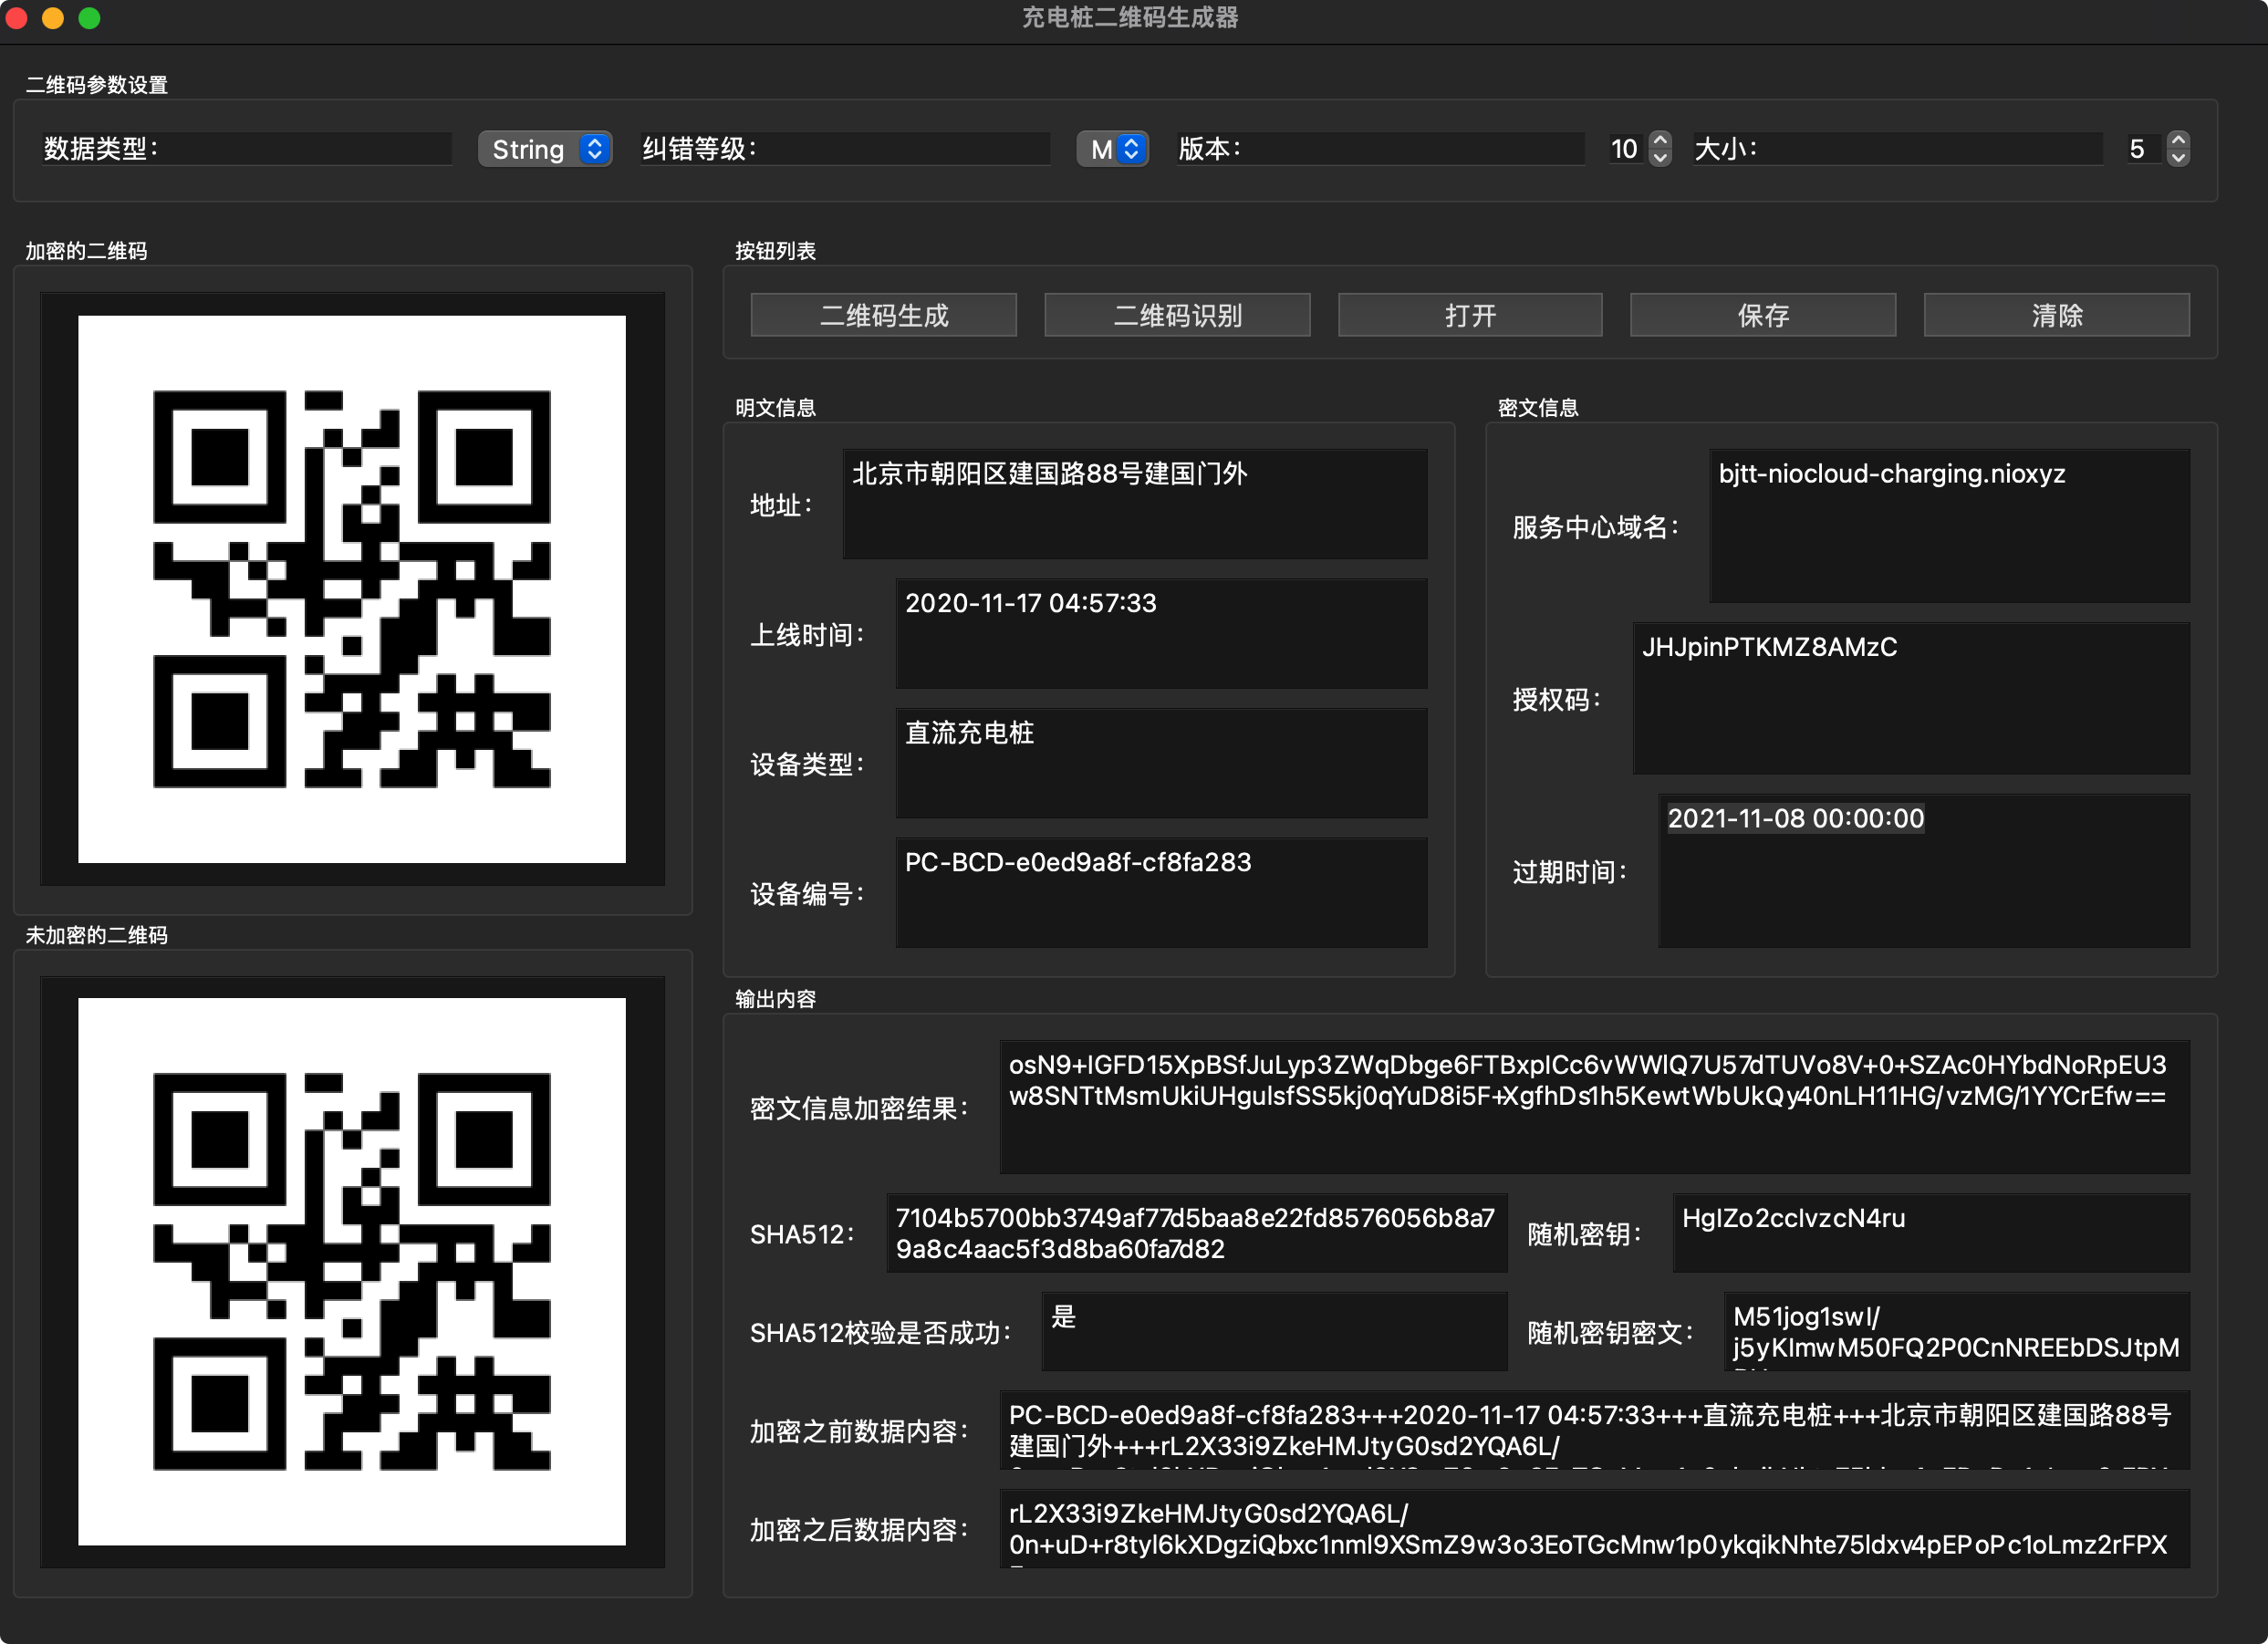 充电桩二维码生成器
二维码参数设置
数据类型： String 纠错等级： M 版本： 10 大小： 5
加密的二维码
按钮列表
二维码生成 二维码识别 打开 保存 清除
明文信息
地址： 北京市朝阳区建国路88号建国门外
上线时间： 2020-11-17 04:57:33
设备类型： 直流充电桩
设备编号： PC-BCD-e0ed9a8f-cf8fa283
密文信息
服务中心域名： bjtt-niocloud-charging.nioxyz
授权码： JHJpinPTKMZ8AMzC
过期时间： 2021-11-08 00:00:00
未加密的二维码
输出内容
密文信息加密结果：
osN9+IGFD15XpBSfJuLyp3ZWqDbge6FTBxpICc6vWWlQ7U57dTUVo8V+0+SZAc0HYbdNoRpEU3
w8SNTtMsmUkiUHgulsfSS5kj0qYuD8i5F+XgfhDs1h5KewtWbUkQy40nLH11HG/vzMG/1YYCrEfw==
SHA512：
7104b5700bb3749af77d5baa8e22fd8576056b8a7
9a8c4aac5f3d8ba60fa7d82
随机密钥： HglZo2cclvzcN4ru
SHA512校验是否成功： 是
随机密钥密文：
M51jog1swI/
j5yKImwM50FQ2P0CnNREEbDSJtpM
加密之前数据内容：
PC-BCD-e0ed9a8f-cf8fa283+++2020-11-17 04:57:33+++直流充电桩+++北京市朝阳区建国路88号
建国门外+++rL2X33i9ZkeHMJtyG0sd2YQA6L/
加密之后数据内容：
rL2X33i9ZkeHMJtyG0sd2YQA6L/
0n+uD+r8tyl6kXDgziQbxc1nml9XSmZ9w3o3EoTGcMnw1p0ykqikNhte75ldxv4pEPoPc1oLmz2rFPX